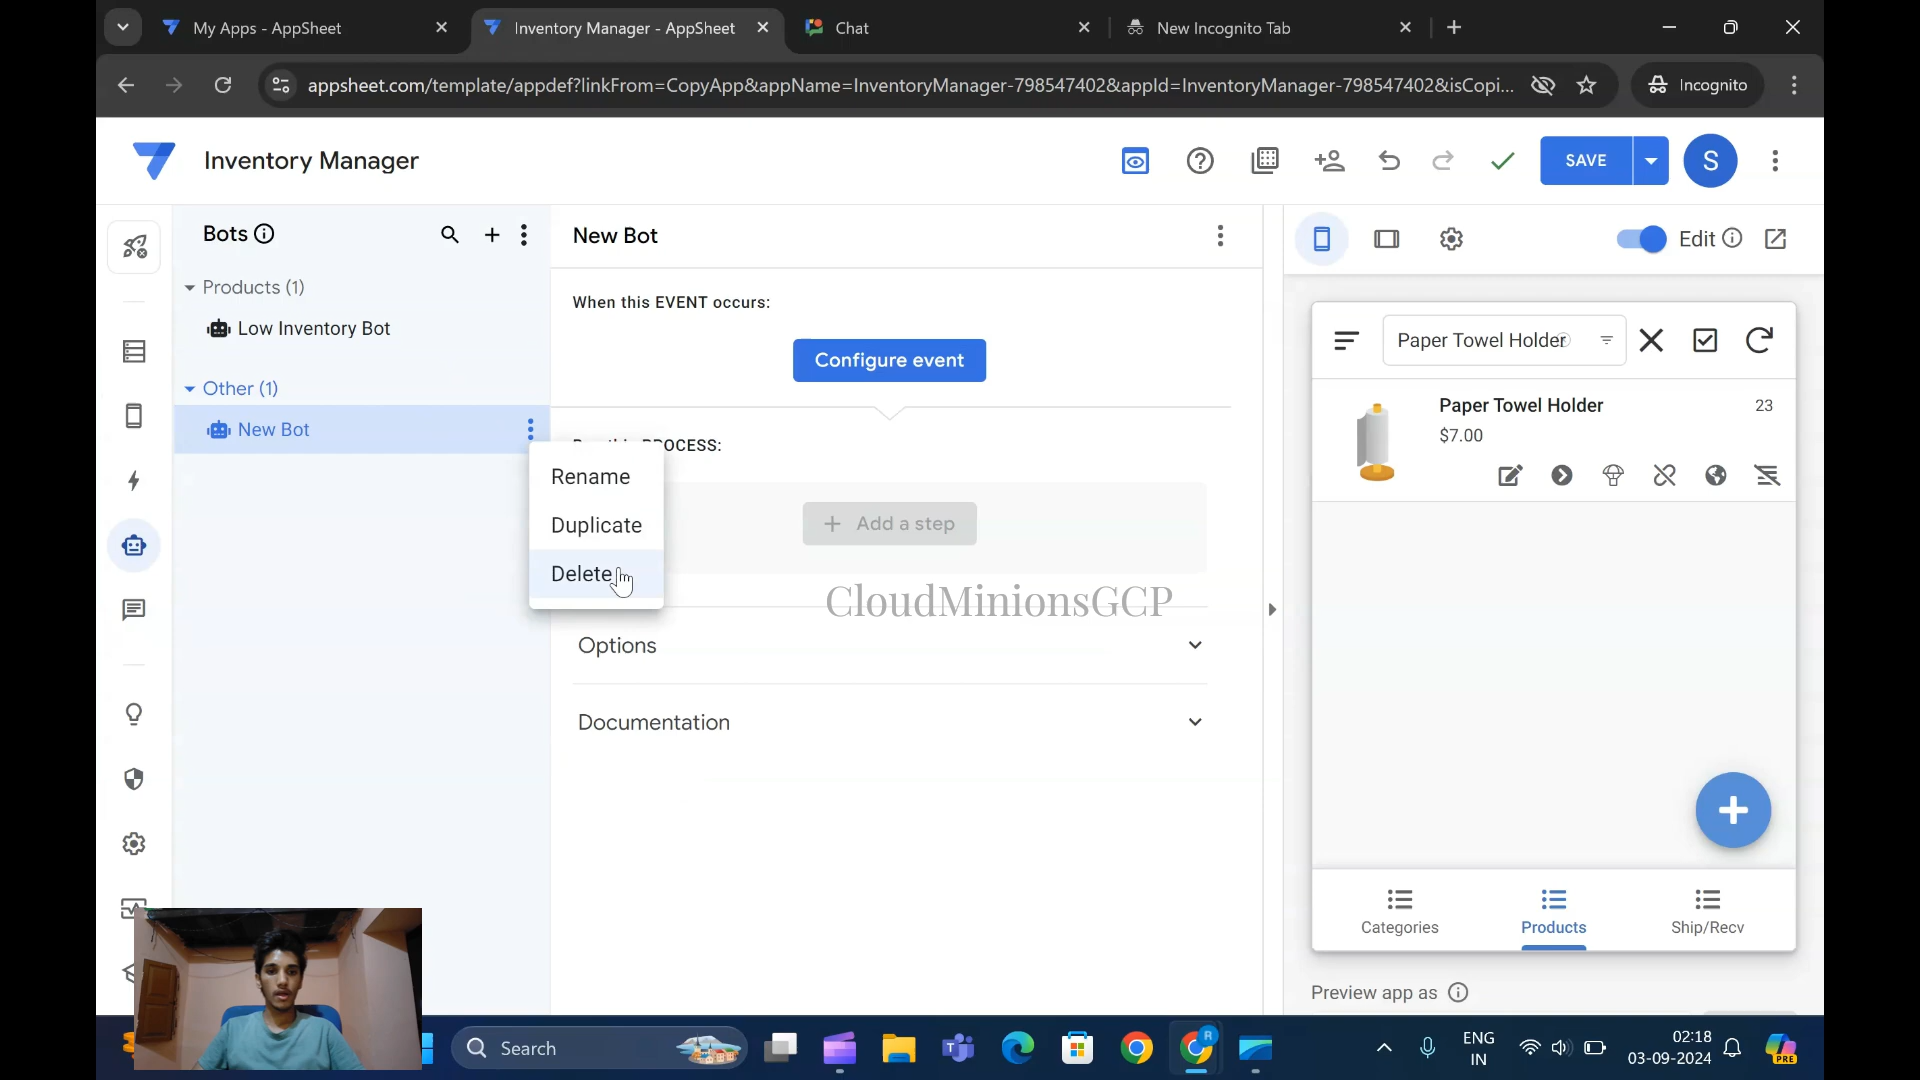 My Apps - AppSheet
Inventory Manager - AppSheet
Chat
New Incognito Tab
appsheet.com/template/appdef?linkFrom=CopyApp&appName=InventoryManager-798547402&appId=InventoryManager-798547402&isCopi...
Incognito
Inventory Manager
SAVE
S
Bots
New Bot
Edit
Products (1)
Low Inventory Bot
When this EVENT occurs:
Configure event
Paper Towel Holder
Other (1)
New Bot
Paper Towel Holder
23
$7.00
PROCESS:
Rename
Duplicate
Delete
Add a step
CloudMinionsGCP
Options
Documentation
Categories
Products
Ship/Recv
Preview app as
Search
ENG
IN
02:18
03-09-2024
R
PRE